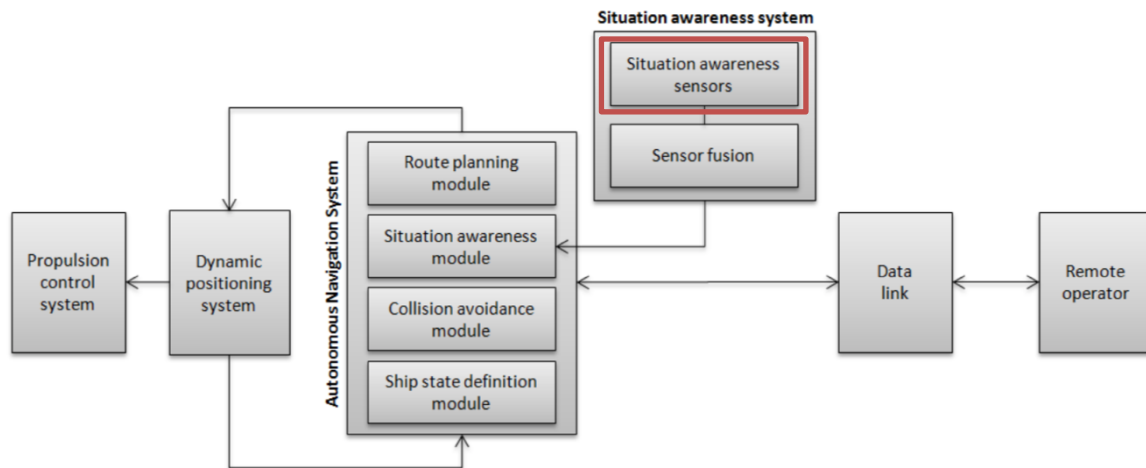 Situation awareness system
Situation awareness
sensors
Sensor fusion
Autonomous Navigation System
Route planning
module
Situation awareness
module
Collision avoidance
module
Ship state definition
module
Propulsion
control
system
Dynamic
positioning
system
Data
link
Remote
operator